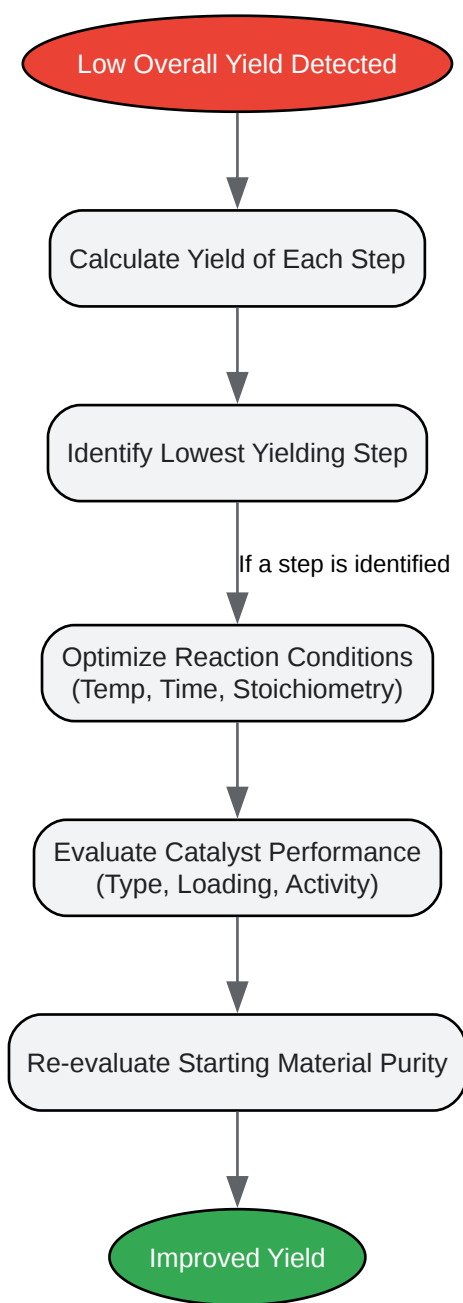 Low Overall Yield Detected
Calculate Yield of Each Step
Identify Lowest Yielding Step
If a step is identified
Optimize Reaction Conditions
(Temp, Time, Stoichiometry)
Evaluate Catalyst Performance
(Type, Loading, Activity)
Re-evaluate Starting Material Purity
Improved Yield